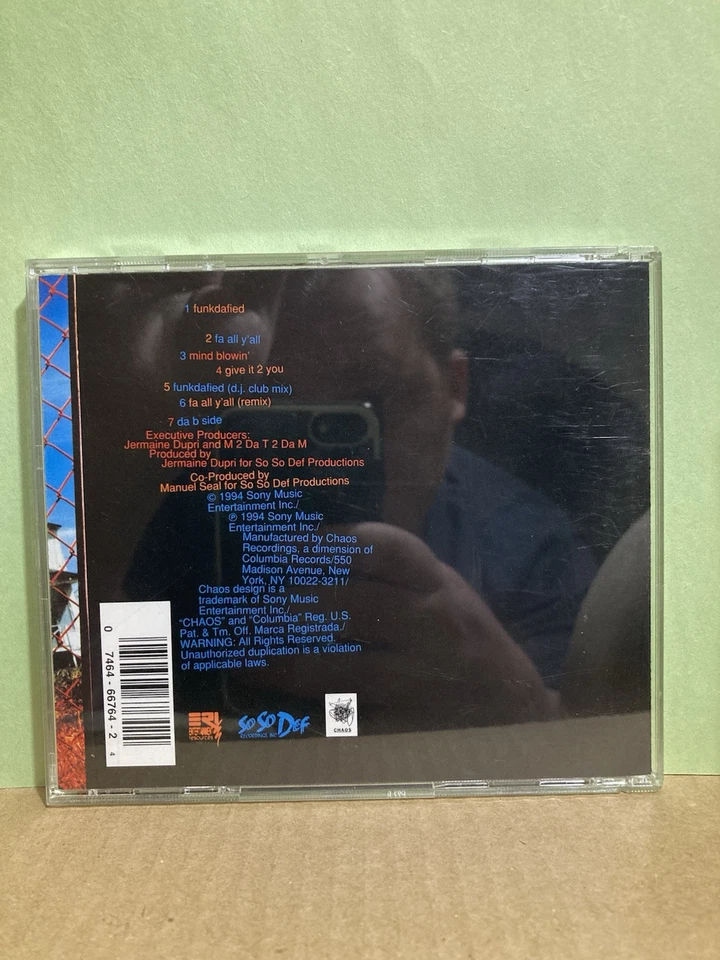 1 funkdafied
2 fa all y'all
3 mind blowin'
4 give it 2 you
5 funkdafied (d.j. club mix)
6 fa all y'all (remix)
7 da b side
Executive Producers:
Jermaine Dupri and M 2 Da T 2 Da M
Produced by
Jermaine Dupri for So So Def Productions
Co-Produced by
Manuel Seal for So So Def Productions
© 1994 Sony Music
Entertainment Inc./
℗ 1994 Sony Music
Entertainment Inc./
Manufactured by Chaos
Recordings, a dimension of
Columbia Records/550
Madison Avenue, New
York, NY 10022-3211/
Chaos design is a
trademark of Sony Music
Entertainment Inc./
"CHAOS" and "Columbia" Reg. U.S.
Pat. & Tm. Off. Marca Registrada./
WARNING: All Rights Reserved.
Unauthorized duplication is a violation
of applicable laws.
0 7464-66764-2 4
SO SO DEF
RECORDINGS INC
CHAOS